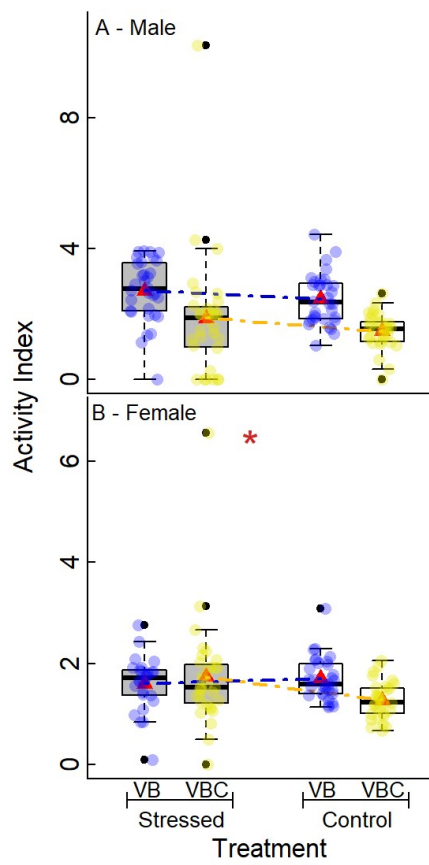 A - Male
8
4
0
Activity Index
B - Female
*
6
4
2
0
VB VBC VB VBC
Stressed Control
Treatment